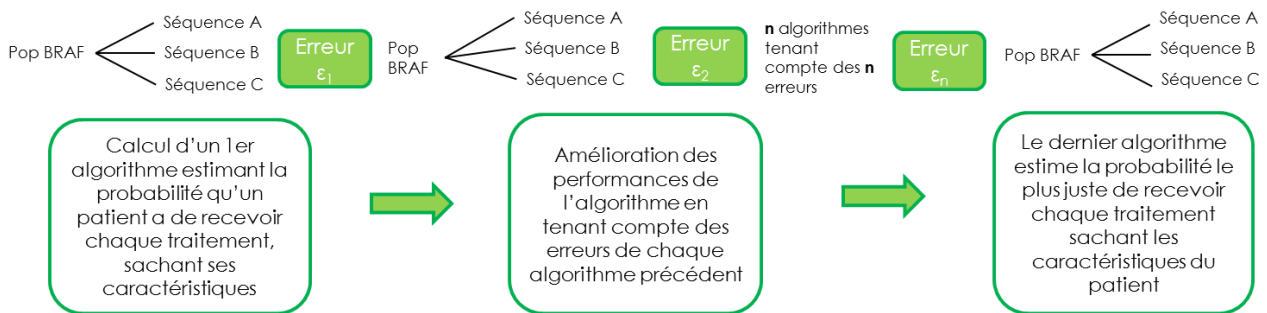 Séquence A
Pop BRAF
Séquence B
Séquence C
Erreur
ε1
Pop
BRAF
Séquence A
Séquence B
Séquence C
Erreur
ε2
n algorithmes
tenant
compte des n
erreurs
Erreur
εn
Pop BRAF
Séquence A
Séquence B
Séquence C
Calcul d’un 1er
algorithme estimant la
probabilité qu’un
patient a de recevoir
chaque traitement,
sachant ses
caractéristiques
Amélioration des
performances de
l’algorithme en
tenant compte des
erreurs de chaque
algorithme précédent
Le dernier algorithme
estime la probabilité le
plus juste de recevoir
chaque traitement
sachant les
caractéristiques du
patient